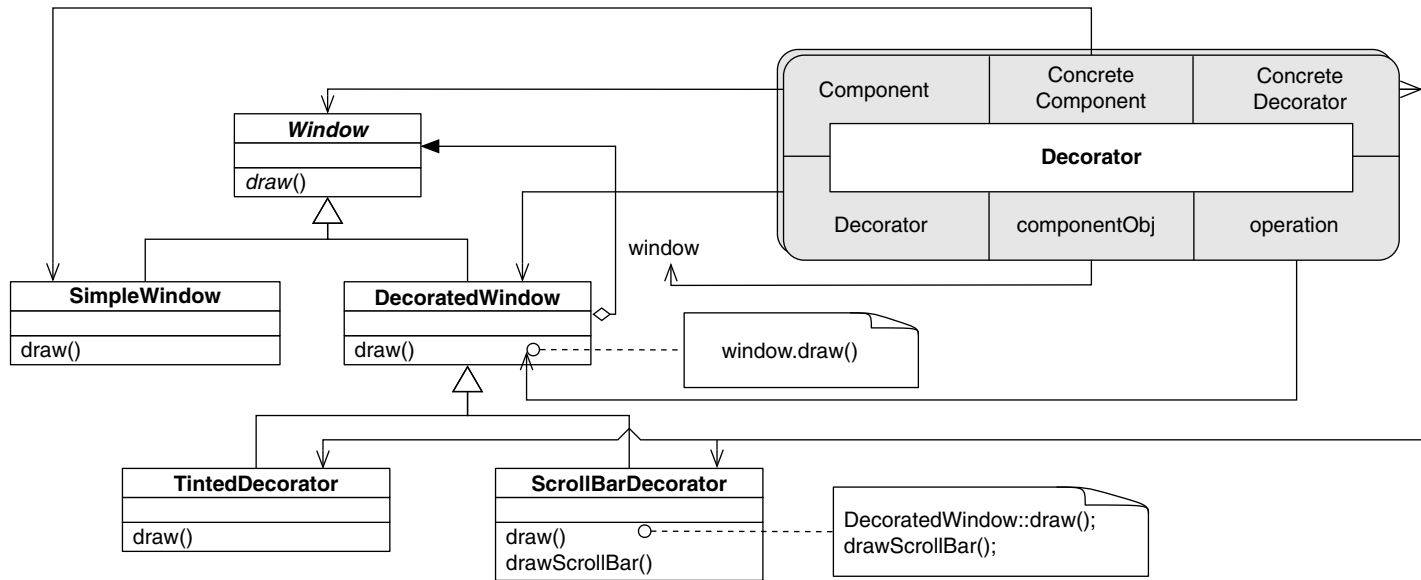 Component
Concrete
Component
Concrete
Decorator
Decorator
Decorator
componentObj
operation
Window
draw()
window
SimpleWindow
draw()
DecoratedWindow
draw()
window.draw()
TintedDecorator
draw()
ScrollBarDecorator
draw()
drawScrollBar()
DecoratedWindow::draw();
drawScrollBar();